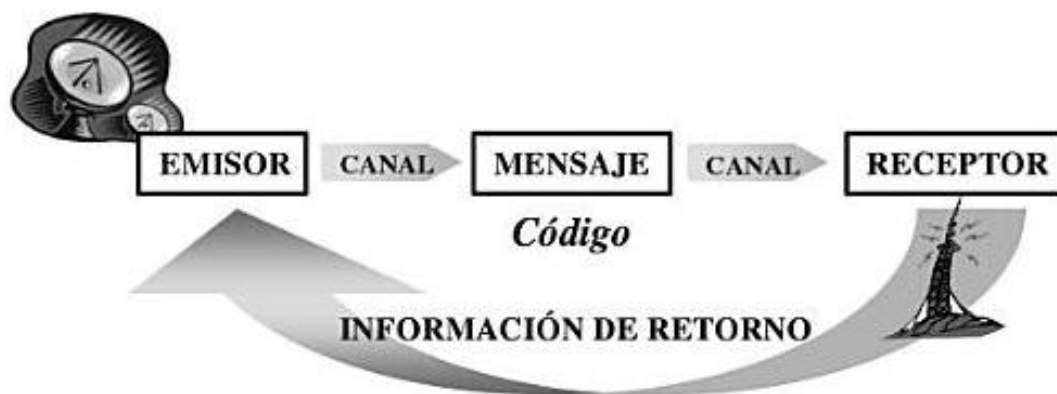 EMISOR CANAL MENSAJE CANAL RECEPTOR
Código
INFORMACIÓN DE RETORNO